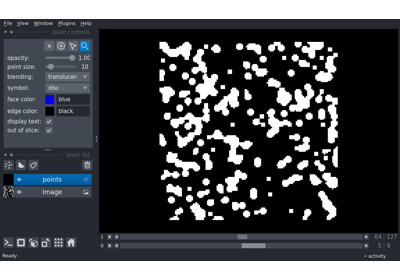 File View Window Plugins Help
layer controls
opacity: 1.00
point size: 10
blending: translucen
symbol: disc
face color: blue
edge color: black
display text:
out of slice:
layer list
points
Image
1 64 127
0 5 9
Ready activity